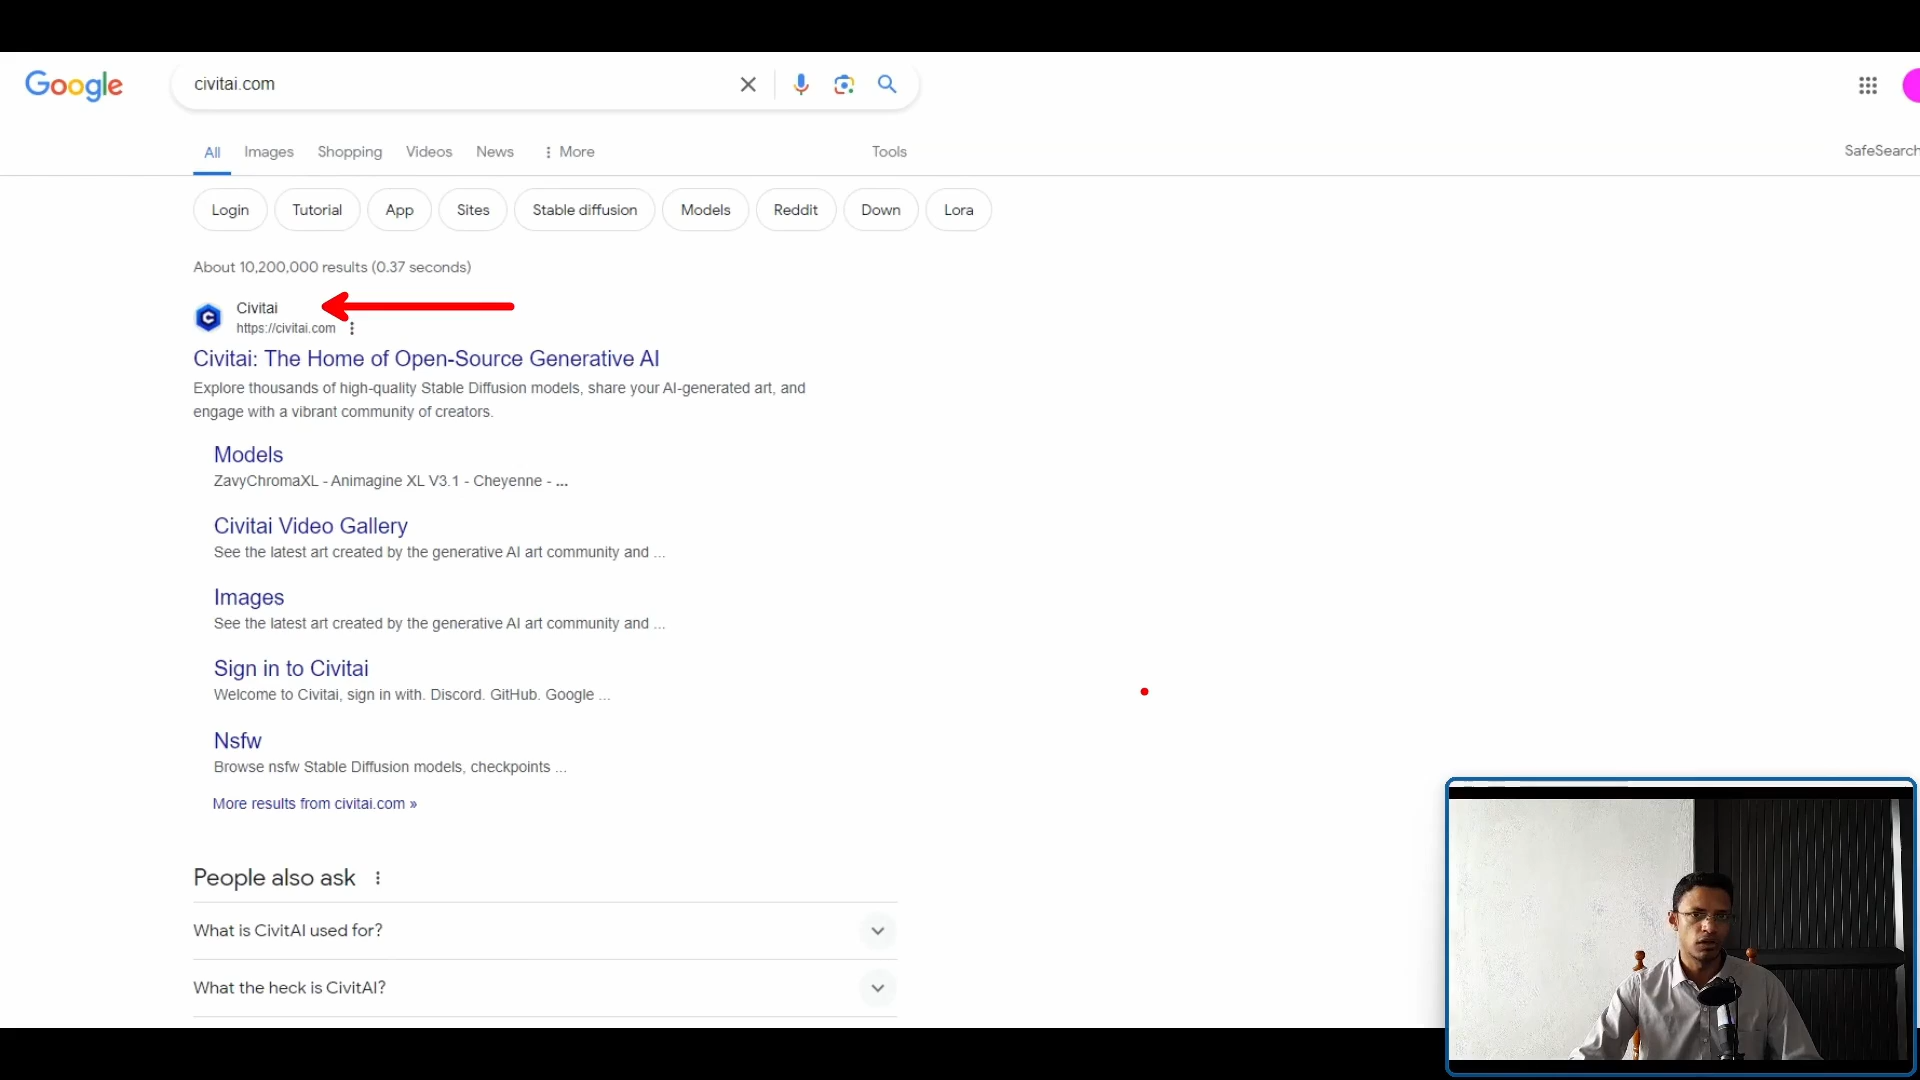 Google
civitai.com
All Images Shopping Videos News More Tools
SafeSearch
Login Tutorial App Sites Stable diffusion Models Reddit Down Lora
About 10,200,000 results (0.37 seconds)
C
Civitai
https://civitai.com
Civitai: The Home of Open-Source Generative AI
Explore thousands of high-quality Stable Diffusion models, share your AI-generated art, and
engage with a vibrant community of creators.
Models
ZavyChromaXL - Animagine XL V3.1 - Cheyenne - ...
Civitai Video Gallery
See the latest art created by the generative AI art community and ...
Images
See the latest art created by the generative AI art community and ...
Sign in to Civitai
Welcome to Civitai, sign in with. Discord. GitHub. Google ...
Nsfw
Browse nsfw Stable Diffusion models, checkpoints ...
More results from civitai.com »
People also ask
What is CivitAI used for?
What the heck is CivitAI?